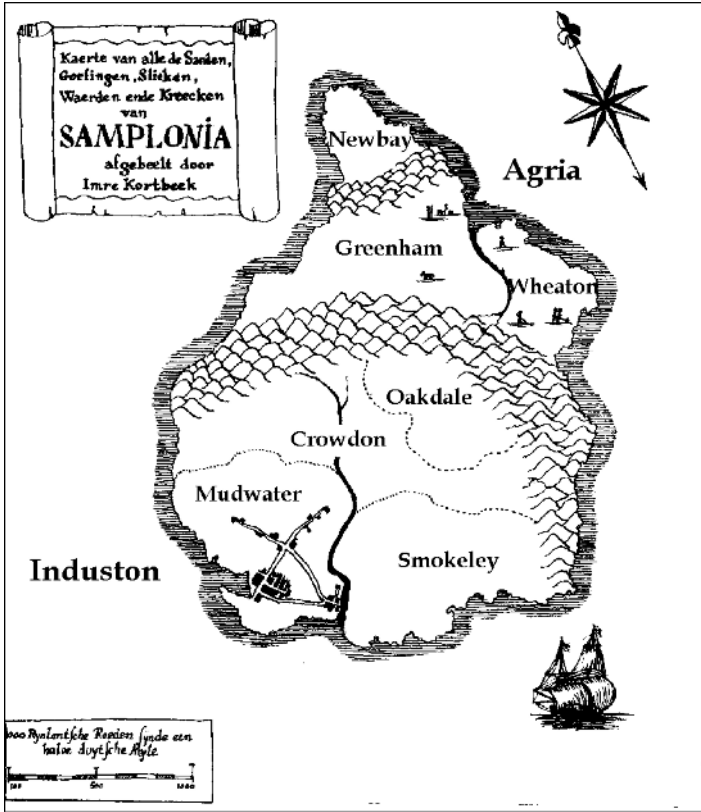 Kaerte van alle de Sanden,
Gorsingen, Slicken,
Waerden ende Kreecken
van
SAMPLONIA
afgebeelt door
Imre Kortbeek
Newbay
Agria
Greenham
Wheaton
Oakdale
Crowdon
Mudwater
Smokeley
Induston
000 Rynlantsche Roeden synde een
halve duytsche Myle
500
1000